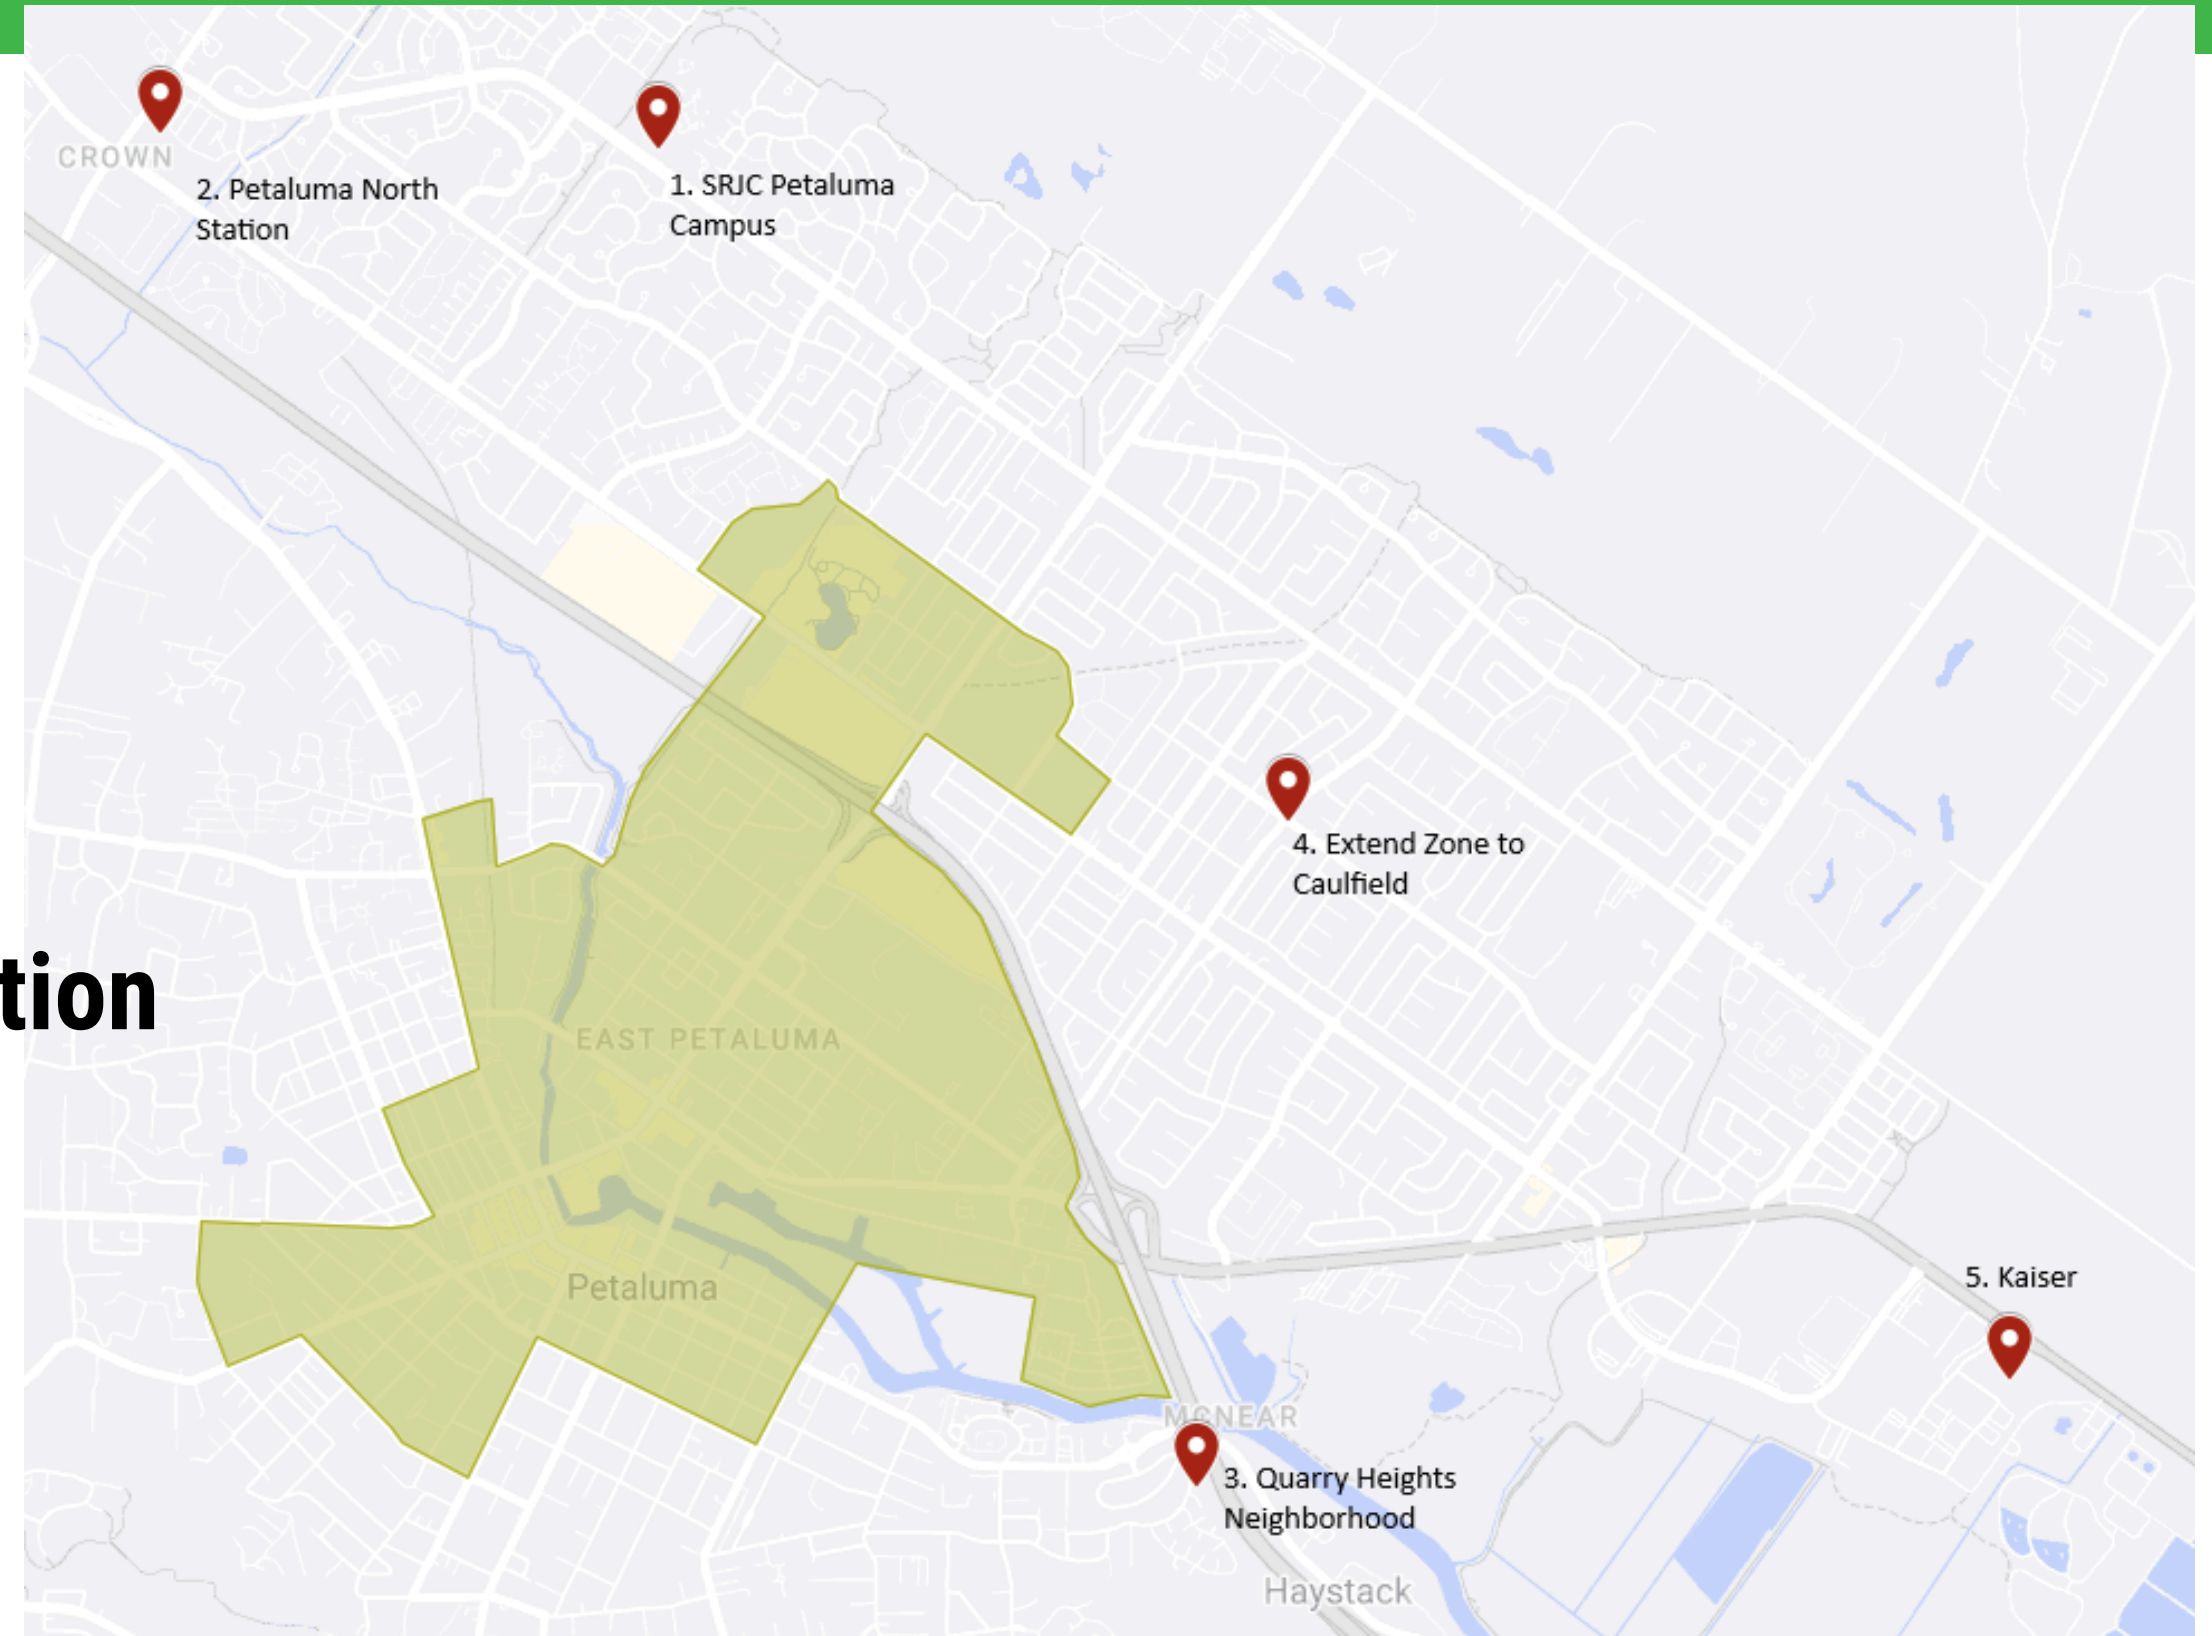 CROWN
2. Petaluma North
Station
1. SRJC Petaluma
Campus
4. Extend Zone to
Caulfield
tion
EAST PETALUMA
Petaluma
5. Kaiser
MCNEAR
3. Quarry Heights
Neighborhood
Haystack